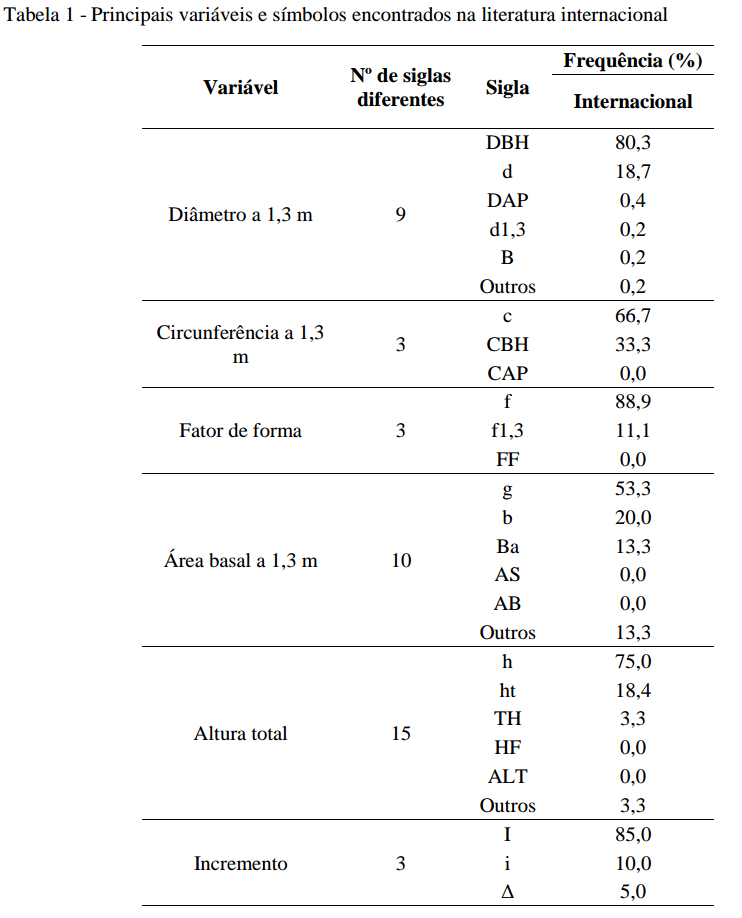 Tabela 1 - Principais variáveis e símbolos encontrados na literatura internacional
Variável Nº de siglas diferentes Sigla Frequência (%)
Internacional
Diâmetro a 1,3 m 9 DBH 80,3
d 18,7
DAP 0,4
d1,3 0,2
B 0,2
Outros 0,2
Circunferência a 1,3 m 3 c 66,7
CBH 33,3
CAP 0,0
Fator de forma 3 f 88,9
f1,3 11,1
FF 0,0
Área basal a 1,3 m 10 g 53,3
b 20,0
Ba 13,3
AS 0,0
AB 0,0
Outros 13,3
Altura total 15 h 75,0
ht 18,4
TH 3,3
HF 0,0
ALT 0,0
Outros 3,3
Incremento 3 I 85,0
i 10,0
Δ 5,0